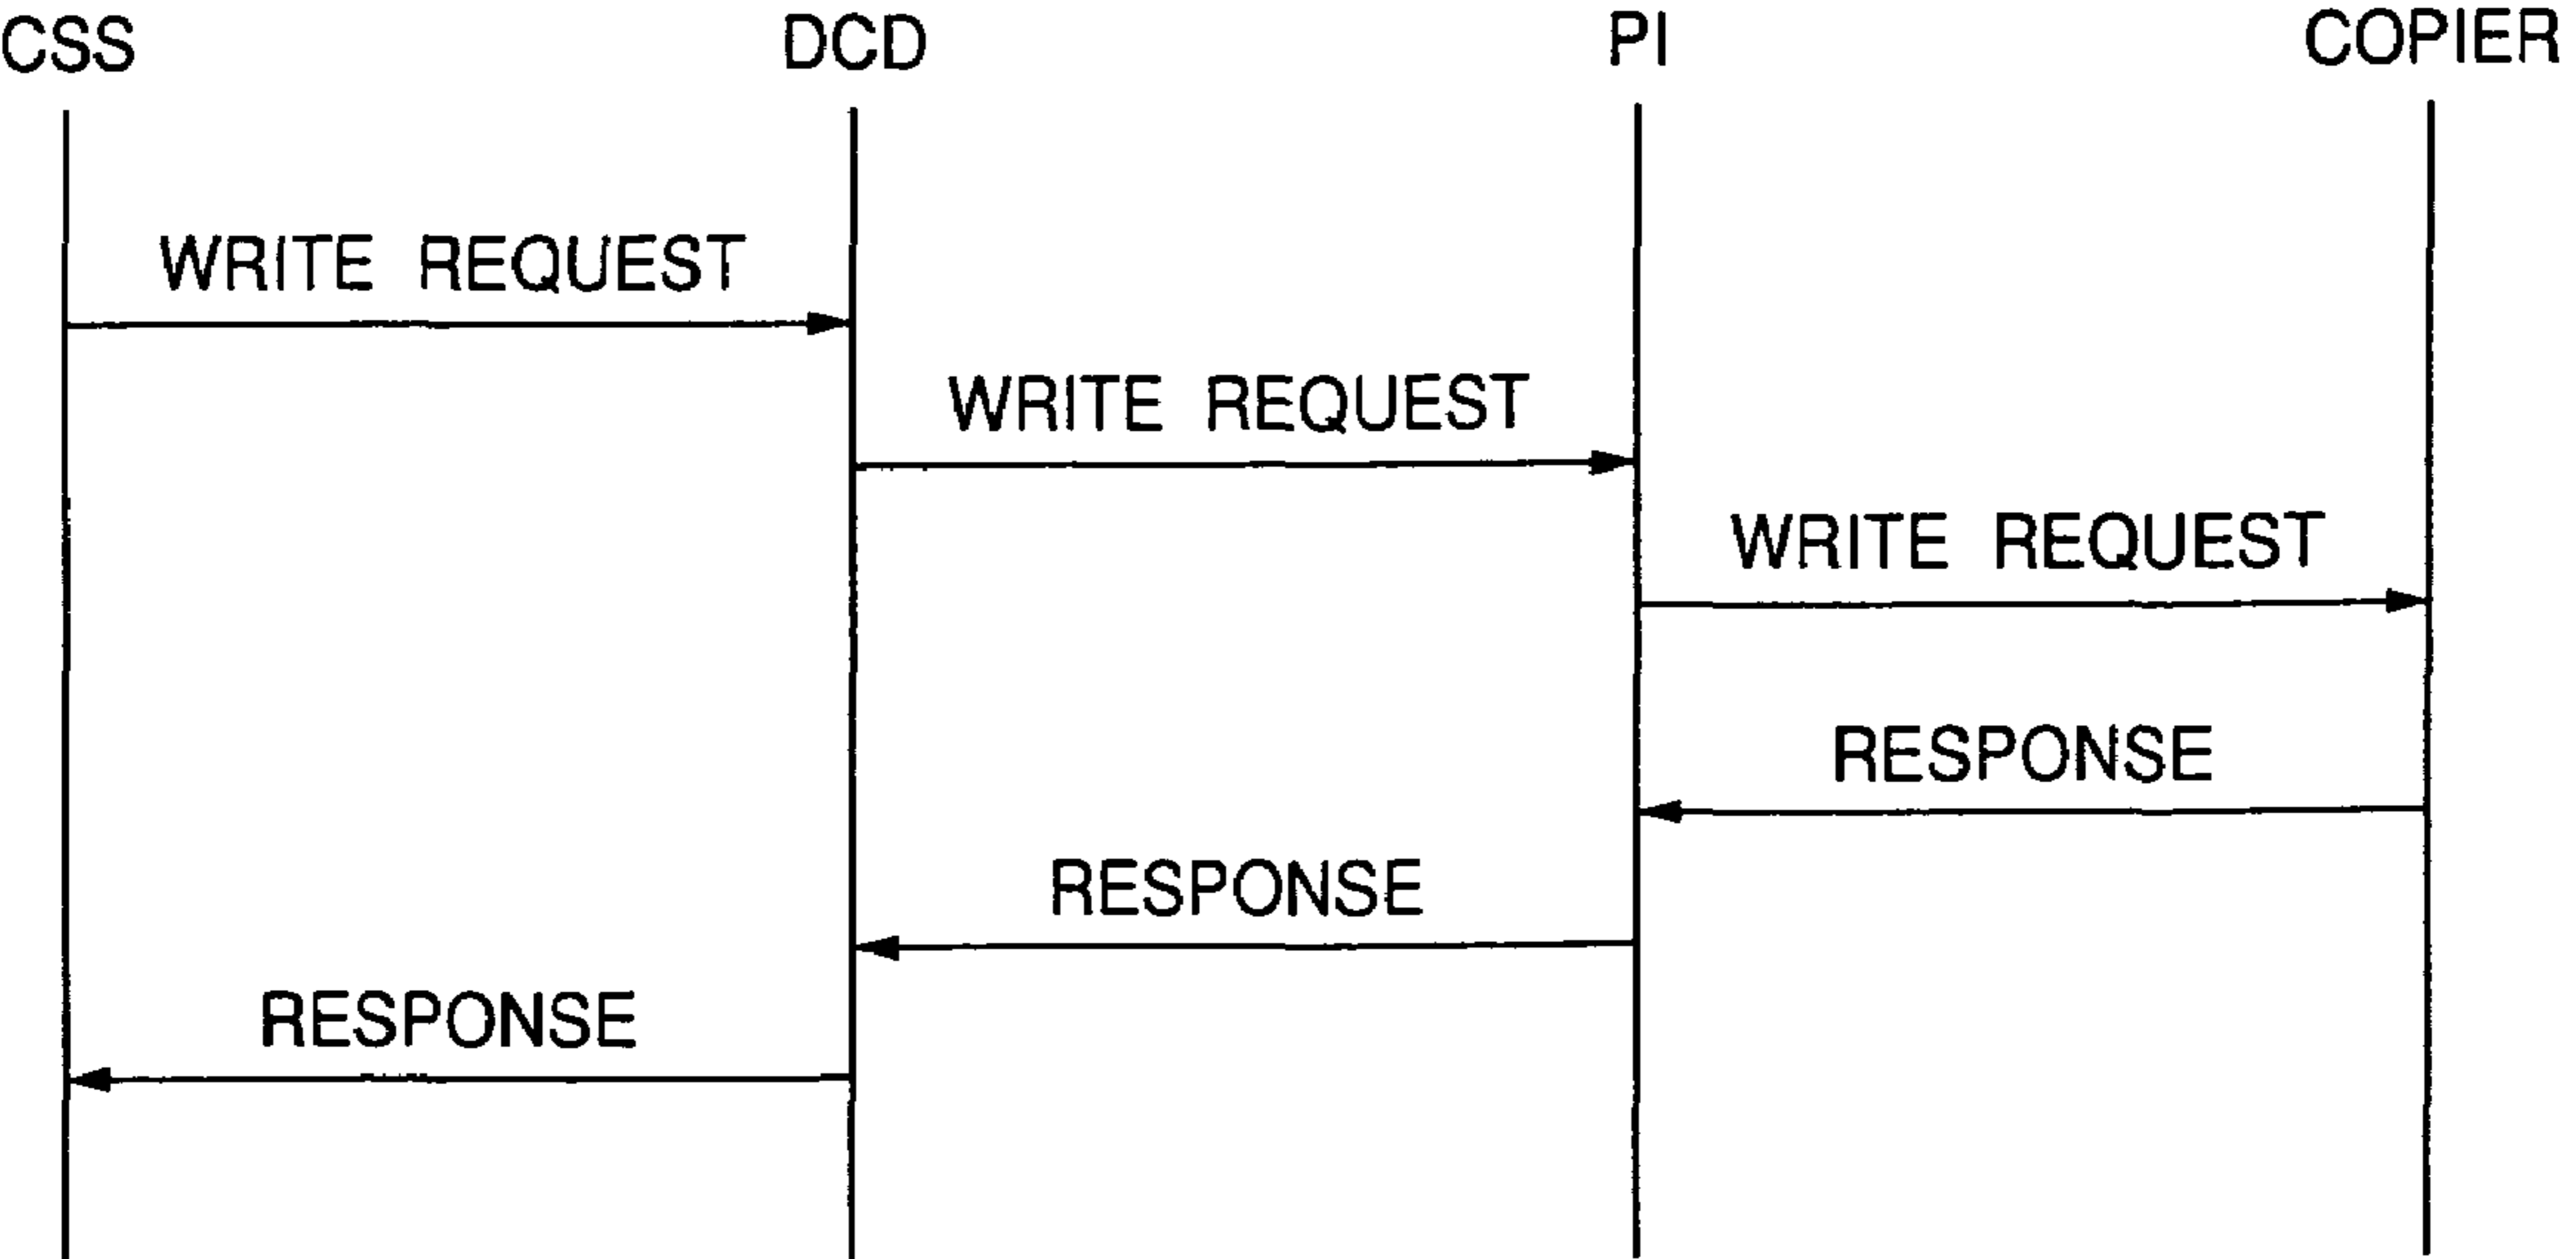 CSS DCD PI COPIER
WRITE REQUEST
WRITE REQUEST
WRITE REQUEST
RESPONSE
RESPONSE
RESPONSE